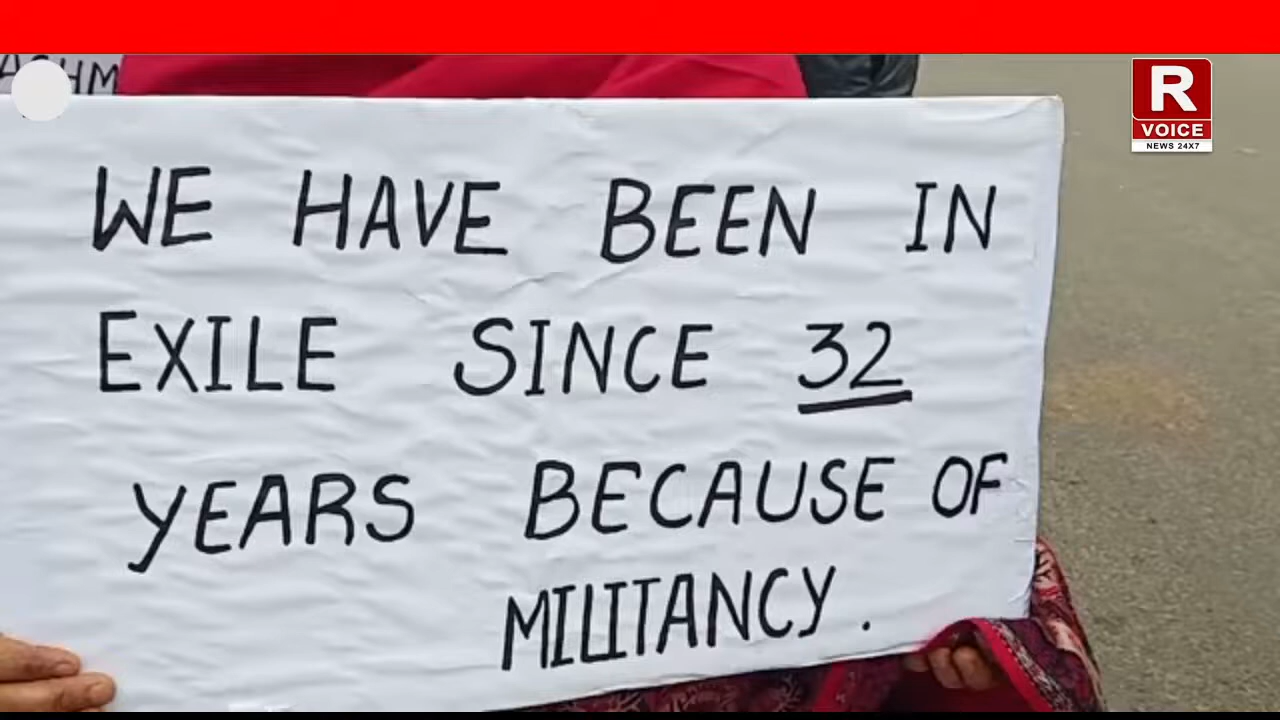 R
VOICE
NEWS 24X7
WE HAVE BEEN IN
EXILE SINCE 32
YEARS BECAUSE OF
MILITANCY.